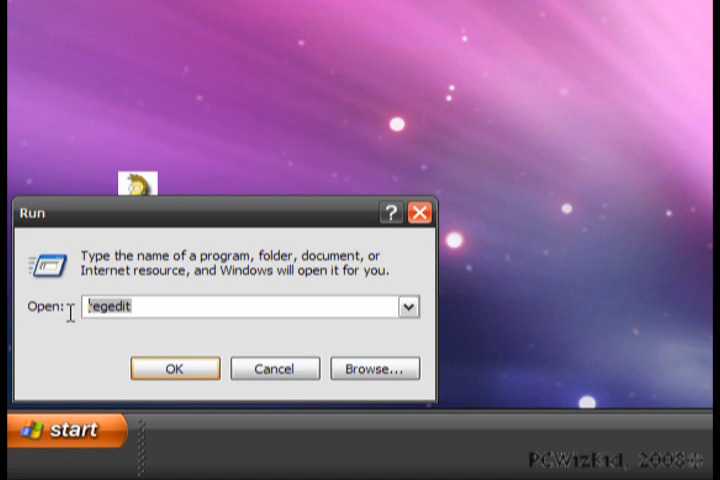 Run
Type the name of a program, folder, document, or
Internet resource, and Windows will open it for you.
Open: regedit
OK Cancel Browse...
start
PCWizKid, 2008©